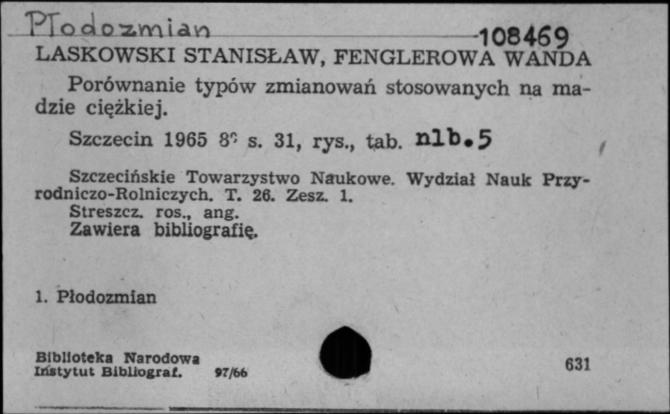 Płodozmian
108469
LASKOWSKI STANISŁAW, FENGLEROWA WANDA
Porównanie typów zmianowań stosowanych na ma-
dzie ciężkiej.
Szczecin 1965 8° s. 31, rys., tab. nlb.5
Szczecińskie Towarzystwo Naukowe. Wydział Nauk Przy-
rodniczo-Rolniczych. T. 26. Zesz. 1.
Streszcz. ros., ang.
Zawiera bibliografię.
1. Płodozmian
Biblioteka Narodowa
Instytut Bibliograf. 97/66
631